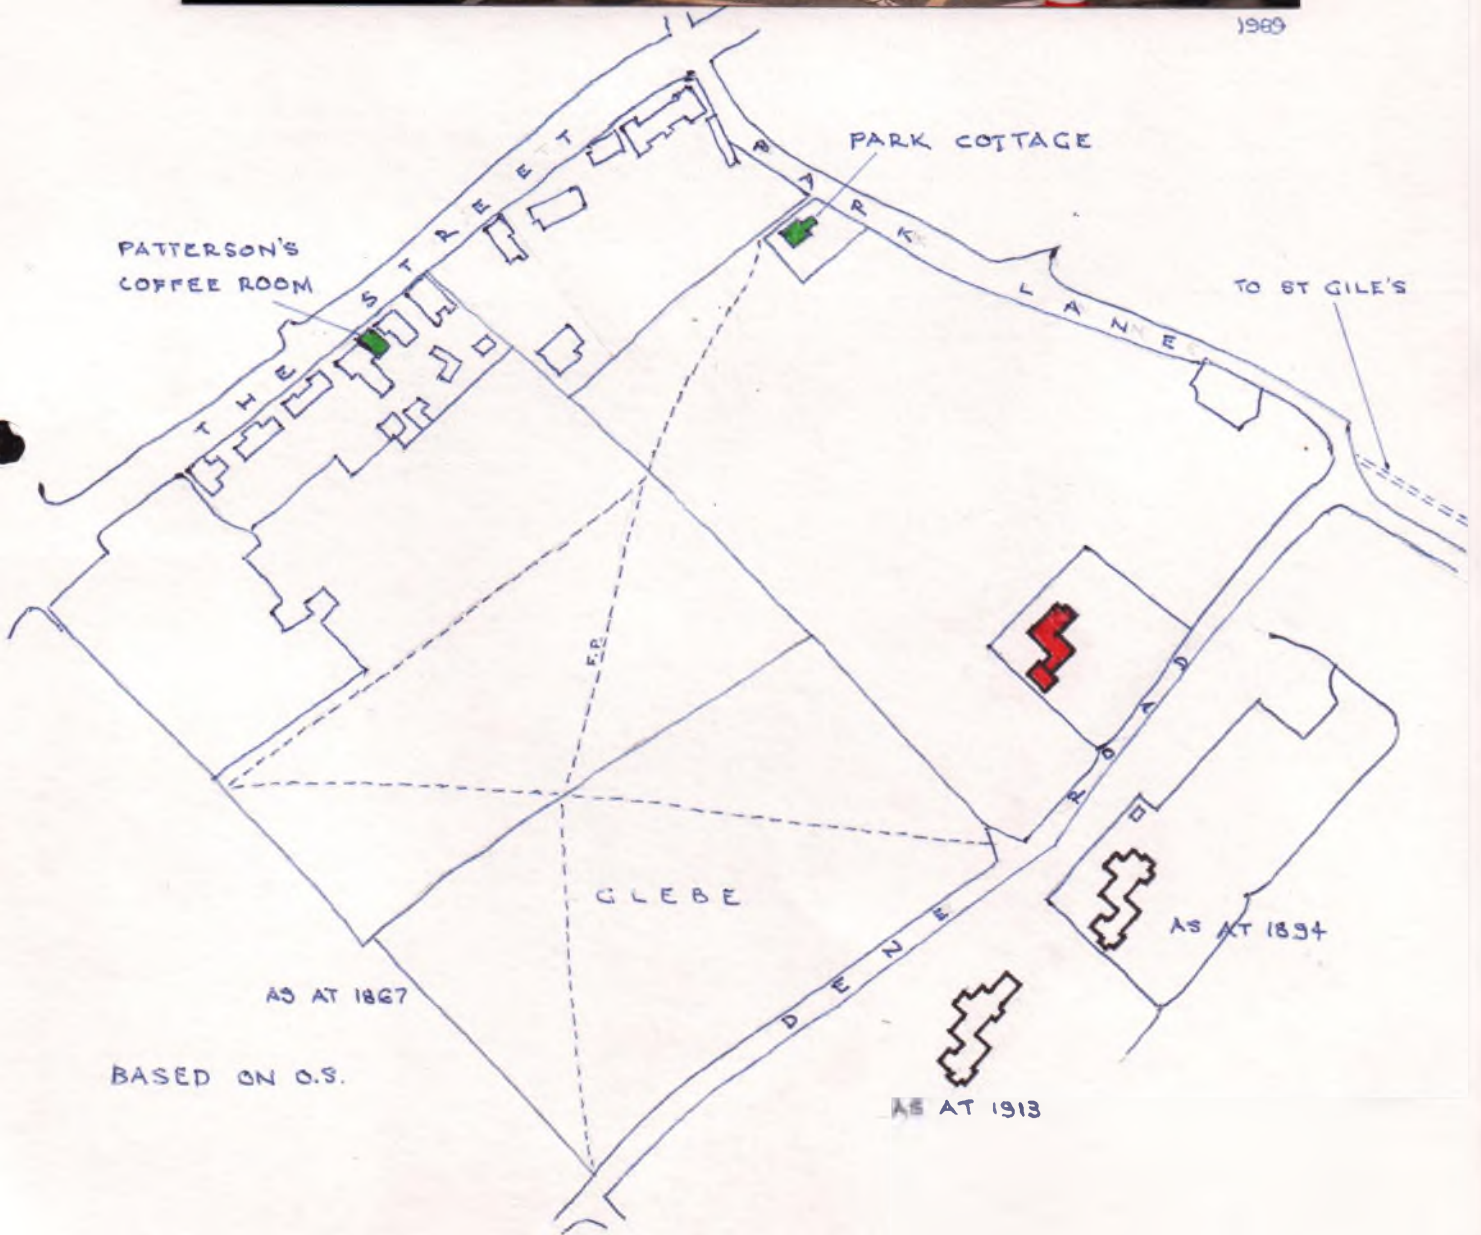 1989
THE STREET
PARK LANE
PARK COTTAGE
PATTERSON'S
COFFEE ROOM
TO ST GILE'S
F.P.
DENE ROAD
GLEBE
AS AT 1894
AS AT 1867
BASED ON O.S.
AS AT 1913